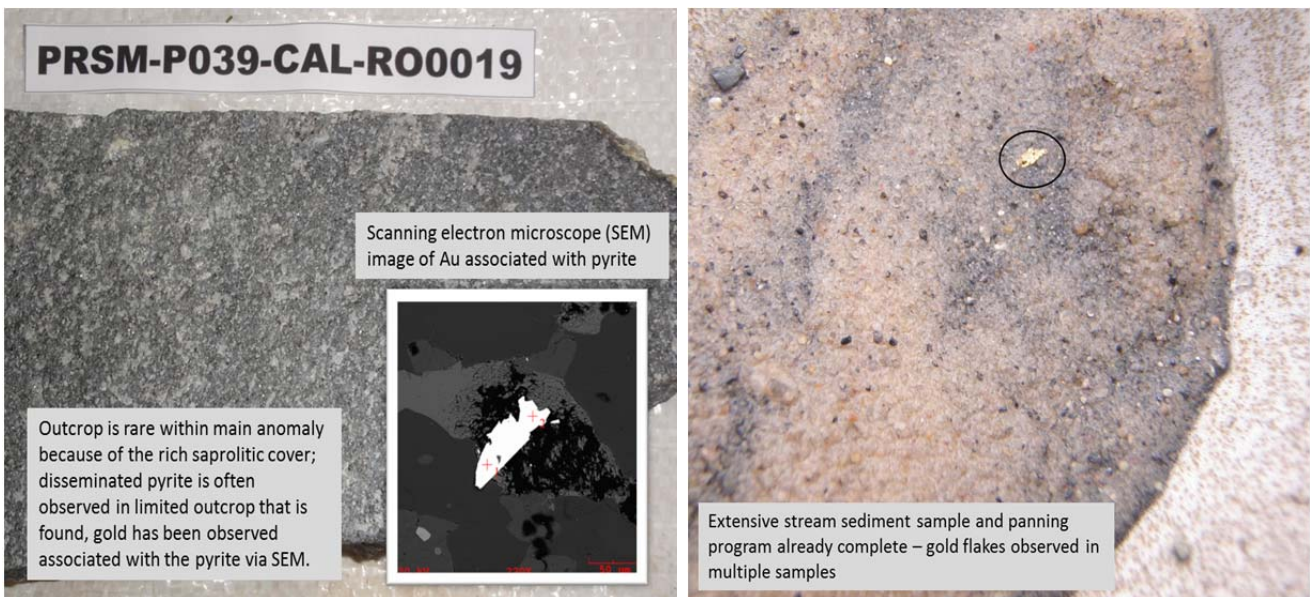 PRSM-P039-CAL-RO0019
Scanning electron microscope (SEM)
image of Au associated with pyrite
Outcrop is rare within main anomaly
because of the rich saprolitic cover;
disseminated pyrite is often
observed in limited outcrop that is
found, gold has been observed
associated with the pyrite via SEM.
Extensive stream sediment sample and panning
program already complete – gold flakes observed in
multiple samples